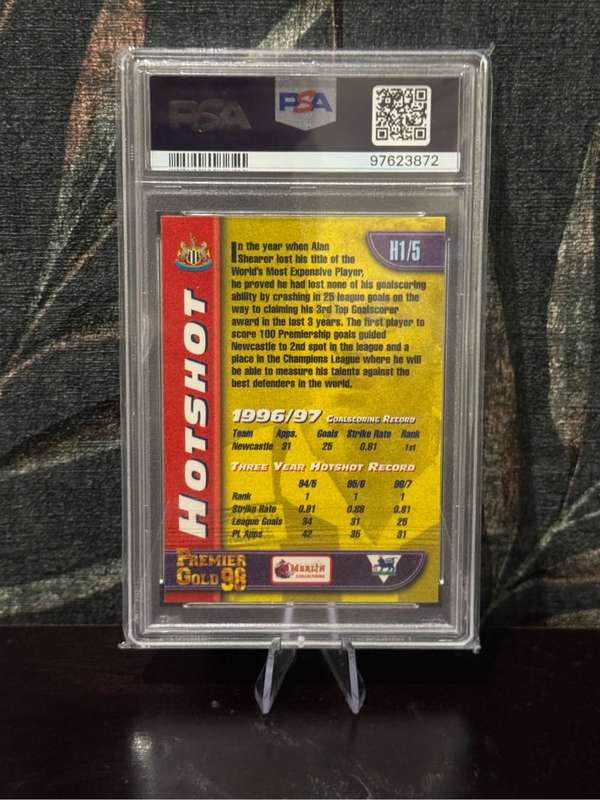 PSA
PSA
97623872
HOTSHOT
H1/5
In the year when Alan
Shearer lost his title of the
World's Most Expensive Player,
he proved he had lost none of his goalscoring
ability by crashing in 25 league goals on the
way to claiming his 3rd Top Goalscorer
award in the last 3 years. The first player to
score 100 Premiership goals guided
Newcastle to 2nd spot in the league and a
place in the Champions League where he will
be able to measure his talents against the
best defenders in the world.
1996/97 GOALSCORING RECORD
Team Apps. Goals Strike Rate Rank
Newcastle 31 25 0.81 1st
THREE YEAR HOTSHOT RECORD
94/5 95/6 96/7
Rank 1 1 1
Strike Rate 0.81 0.88 0.81
League Goals 34 31 25
PL Apps 42 35 31
PREMIER
GOLD 98
MERLIN
COLLECTIONS